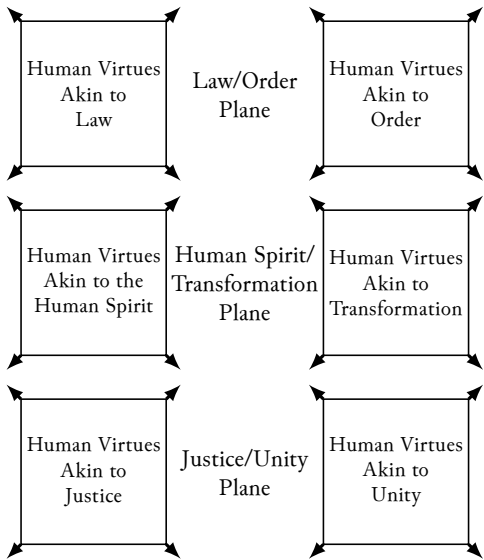 Human Virtues
Akin to
Law
Law/Order
Plane
Human Virtues
Akin to
Order
Human Virtues
Akin to the
Human Spirit
Human Spirit/
Transformation
Plane
Human Virtues
Akin to
Transformation
Human Virtues
Akin to
Justice
Justice/Unity
Plane
Human Virtues
Akin to
Unity